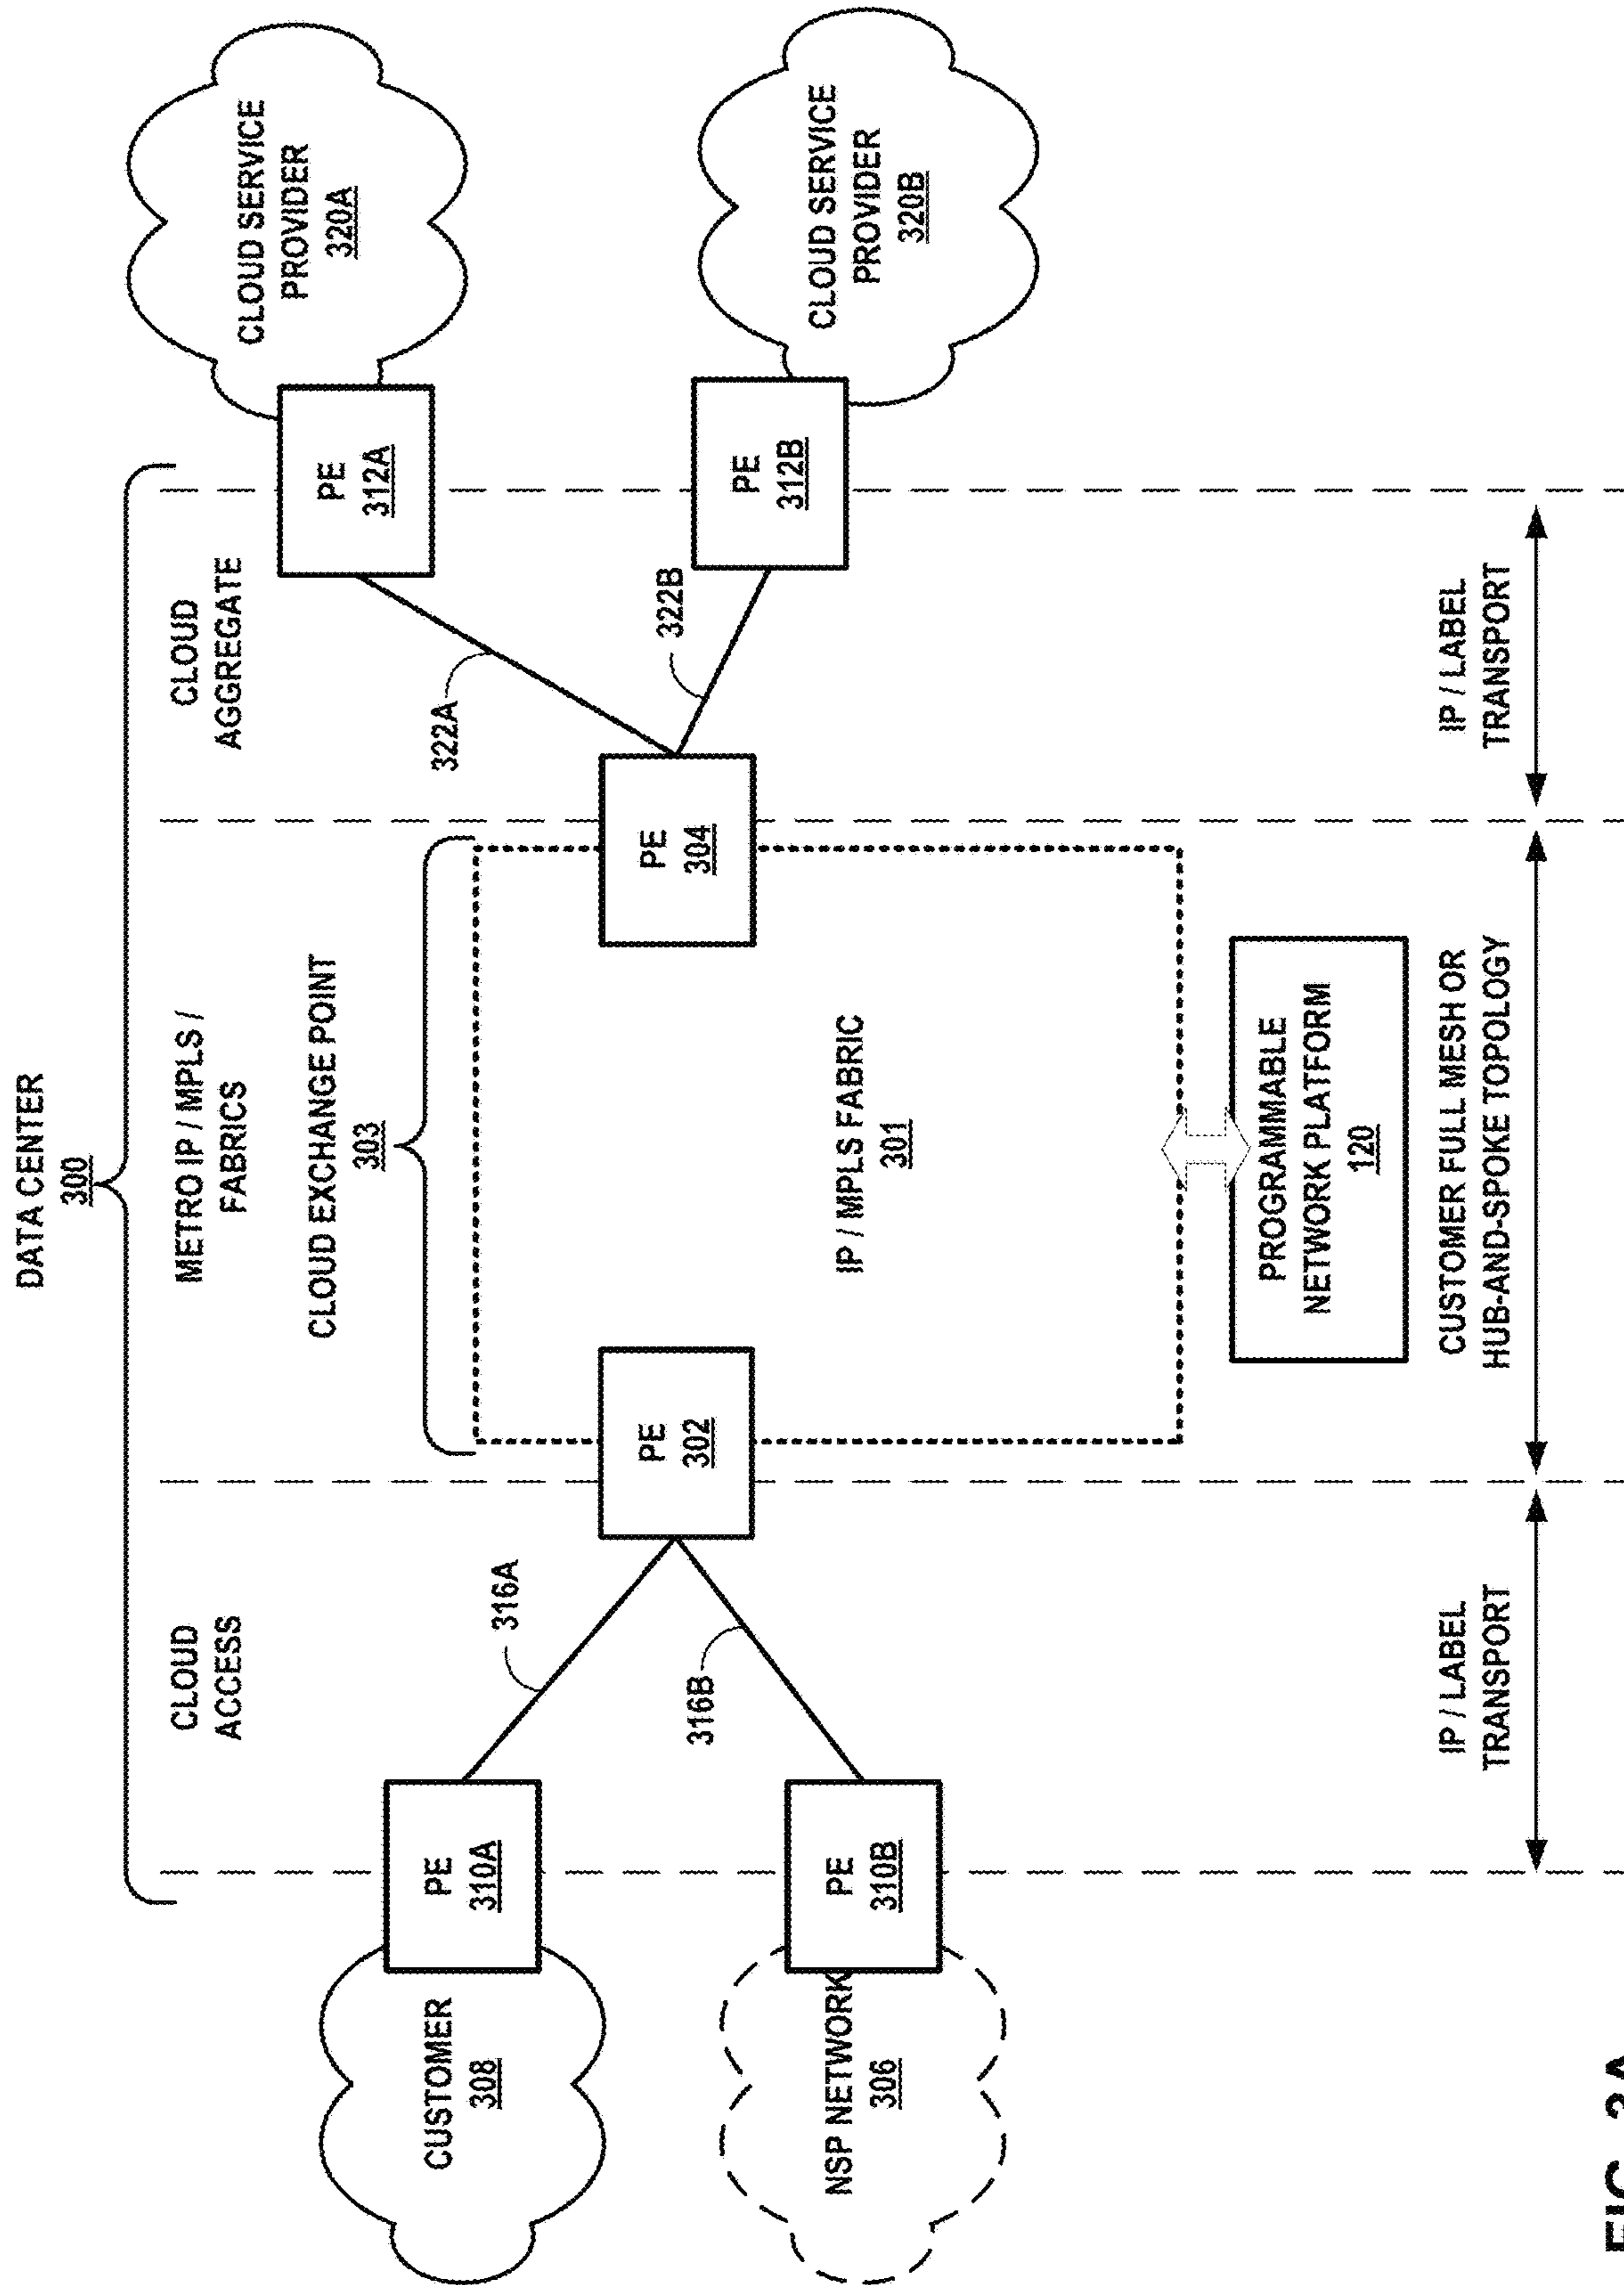 DATA CENTER
300
CLOUD
ACCESS
METRO IP / MPLS /
FABRICS
CLOUD
AGGREGATE
CLOUD EXCHANGE POINT
303
CUSTOMER
308
PE
310A
316A
NSP NETWORK
306
PE
310B
316B
PE
302
IP / MPLS FABRIC
301
PE
304
322A
322B
PE
312A
CLOUD SERVICE
PROVIDER
320A
PE
312B
CLOUD SERVICE
PROVIDER
320B
PROGRAMMABLE
NETWORK PLATFORM
120
IP / LABEL
TRANSPORT
CUSTOMER FULL MESH OR
HUB-AND-SPOKE TOPOLOGY
IP / LABEL
TRANSPORT
FIG. 3A